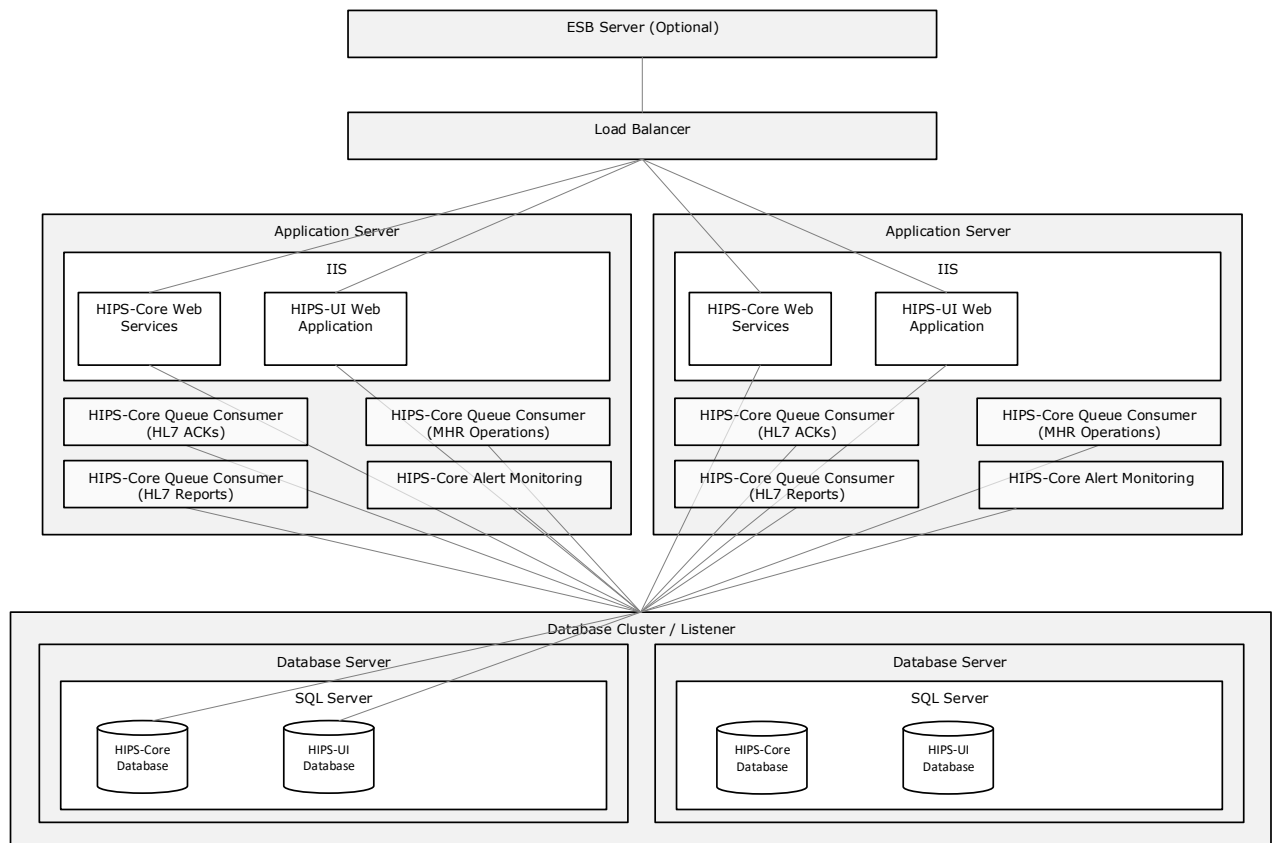 ESB Server (Optional)
Load Balancer
Application Server
IIS
HIPS-Core Web
Services
HIPS-UI Web
Application
HIPS-Core Queue Consumer
(HL7 ACKs)
HIPS-Core Queue Consumer
(MHR Operations)
HIPS-Core Queue Consumer
(HL7 Reports)
HIPS-Core Alert Monitoring
Application Server
IIS
HIPS-Core Web
Services
HIPS-UI Web
Application
HIPS-Core Queue Consumer
(HL7 ACKs)
HIPS-Core Queue Consumer
(MHR Operations)
HIPS-Core Queue Consumer
(HL7 Reports)
HIPS-Core Alert Monitoring
Database Cluster / Listener
Database Server
SQL Server
HIPS-Core
Database
HIPS-UI
Database
Database Server
SQL Server
HIPS-Core
Database
HIPS-UI
Database